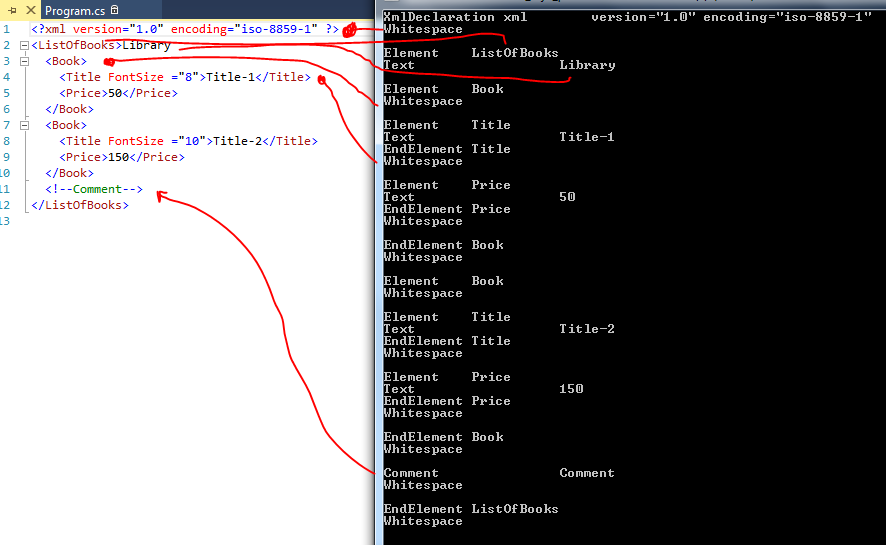 Program.cs
1 <?xml version="1.0" encoding="iso-8859-1" ?>
2 <ListOfBooks>Library
3 <Book>
4 <Title FontSize ="8">Title-1</Title>
5 <Price>50</Price>
6 </Book>
7 <Book>
8 <Title FontSize ="10">Title-2</Title>
9 <Price>150</Price>
10 </Book>
11 <!--Comment-->
12 </ListOfBooks>
13
XmlDeclaration xml version="1.0" encoding="iso-8859-1"
Whitespace
Element ListOfBooks
Text Library
Element Book
Whitespace
Element Title
Text Title-1
EndElement Title
Whitespace
Element Price
Text 50
EndElement Price
Whitespace
EndElement Book
Whitespace
Element Book
Whitespace
Element Title
Text Title-2
EndElement Title
Whitespace
Element Price
Text 150
EndElement Price
Whitespace
EndElement Book
Whitespace
Comment Comment
Whitespace
EndElement ListOfBooks
Whitespace